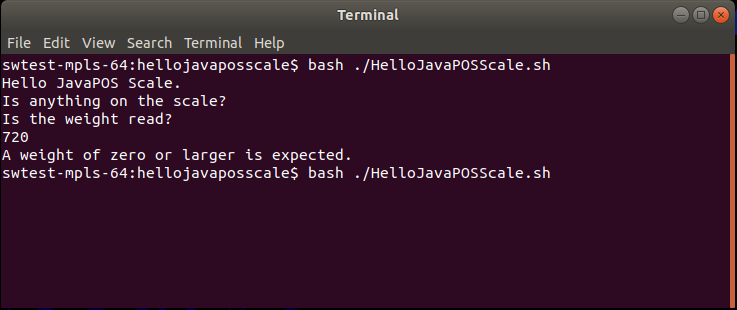 Terminal
File Edit View Search Terminal Help
swtest-mpls-64:hellojavaposscale$ bash ./HelloJavaPOSScale.sh
Hello JavaPOS Scale.
Is anything on the scale?
Is the weight read?
720
A weight of zero or larger is expected.
swtest-mpls-64:hellojavaposscale$ bash ./HelloJavaPOSScale.sh